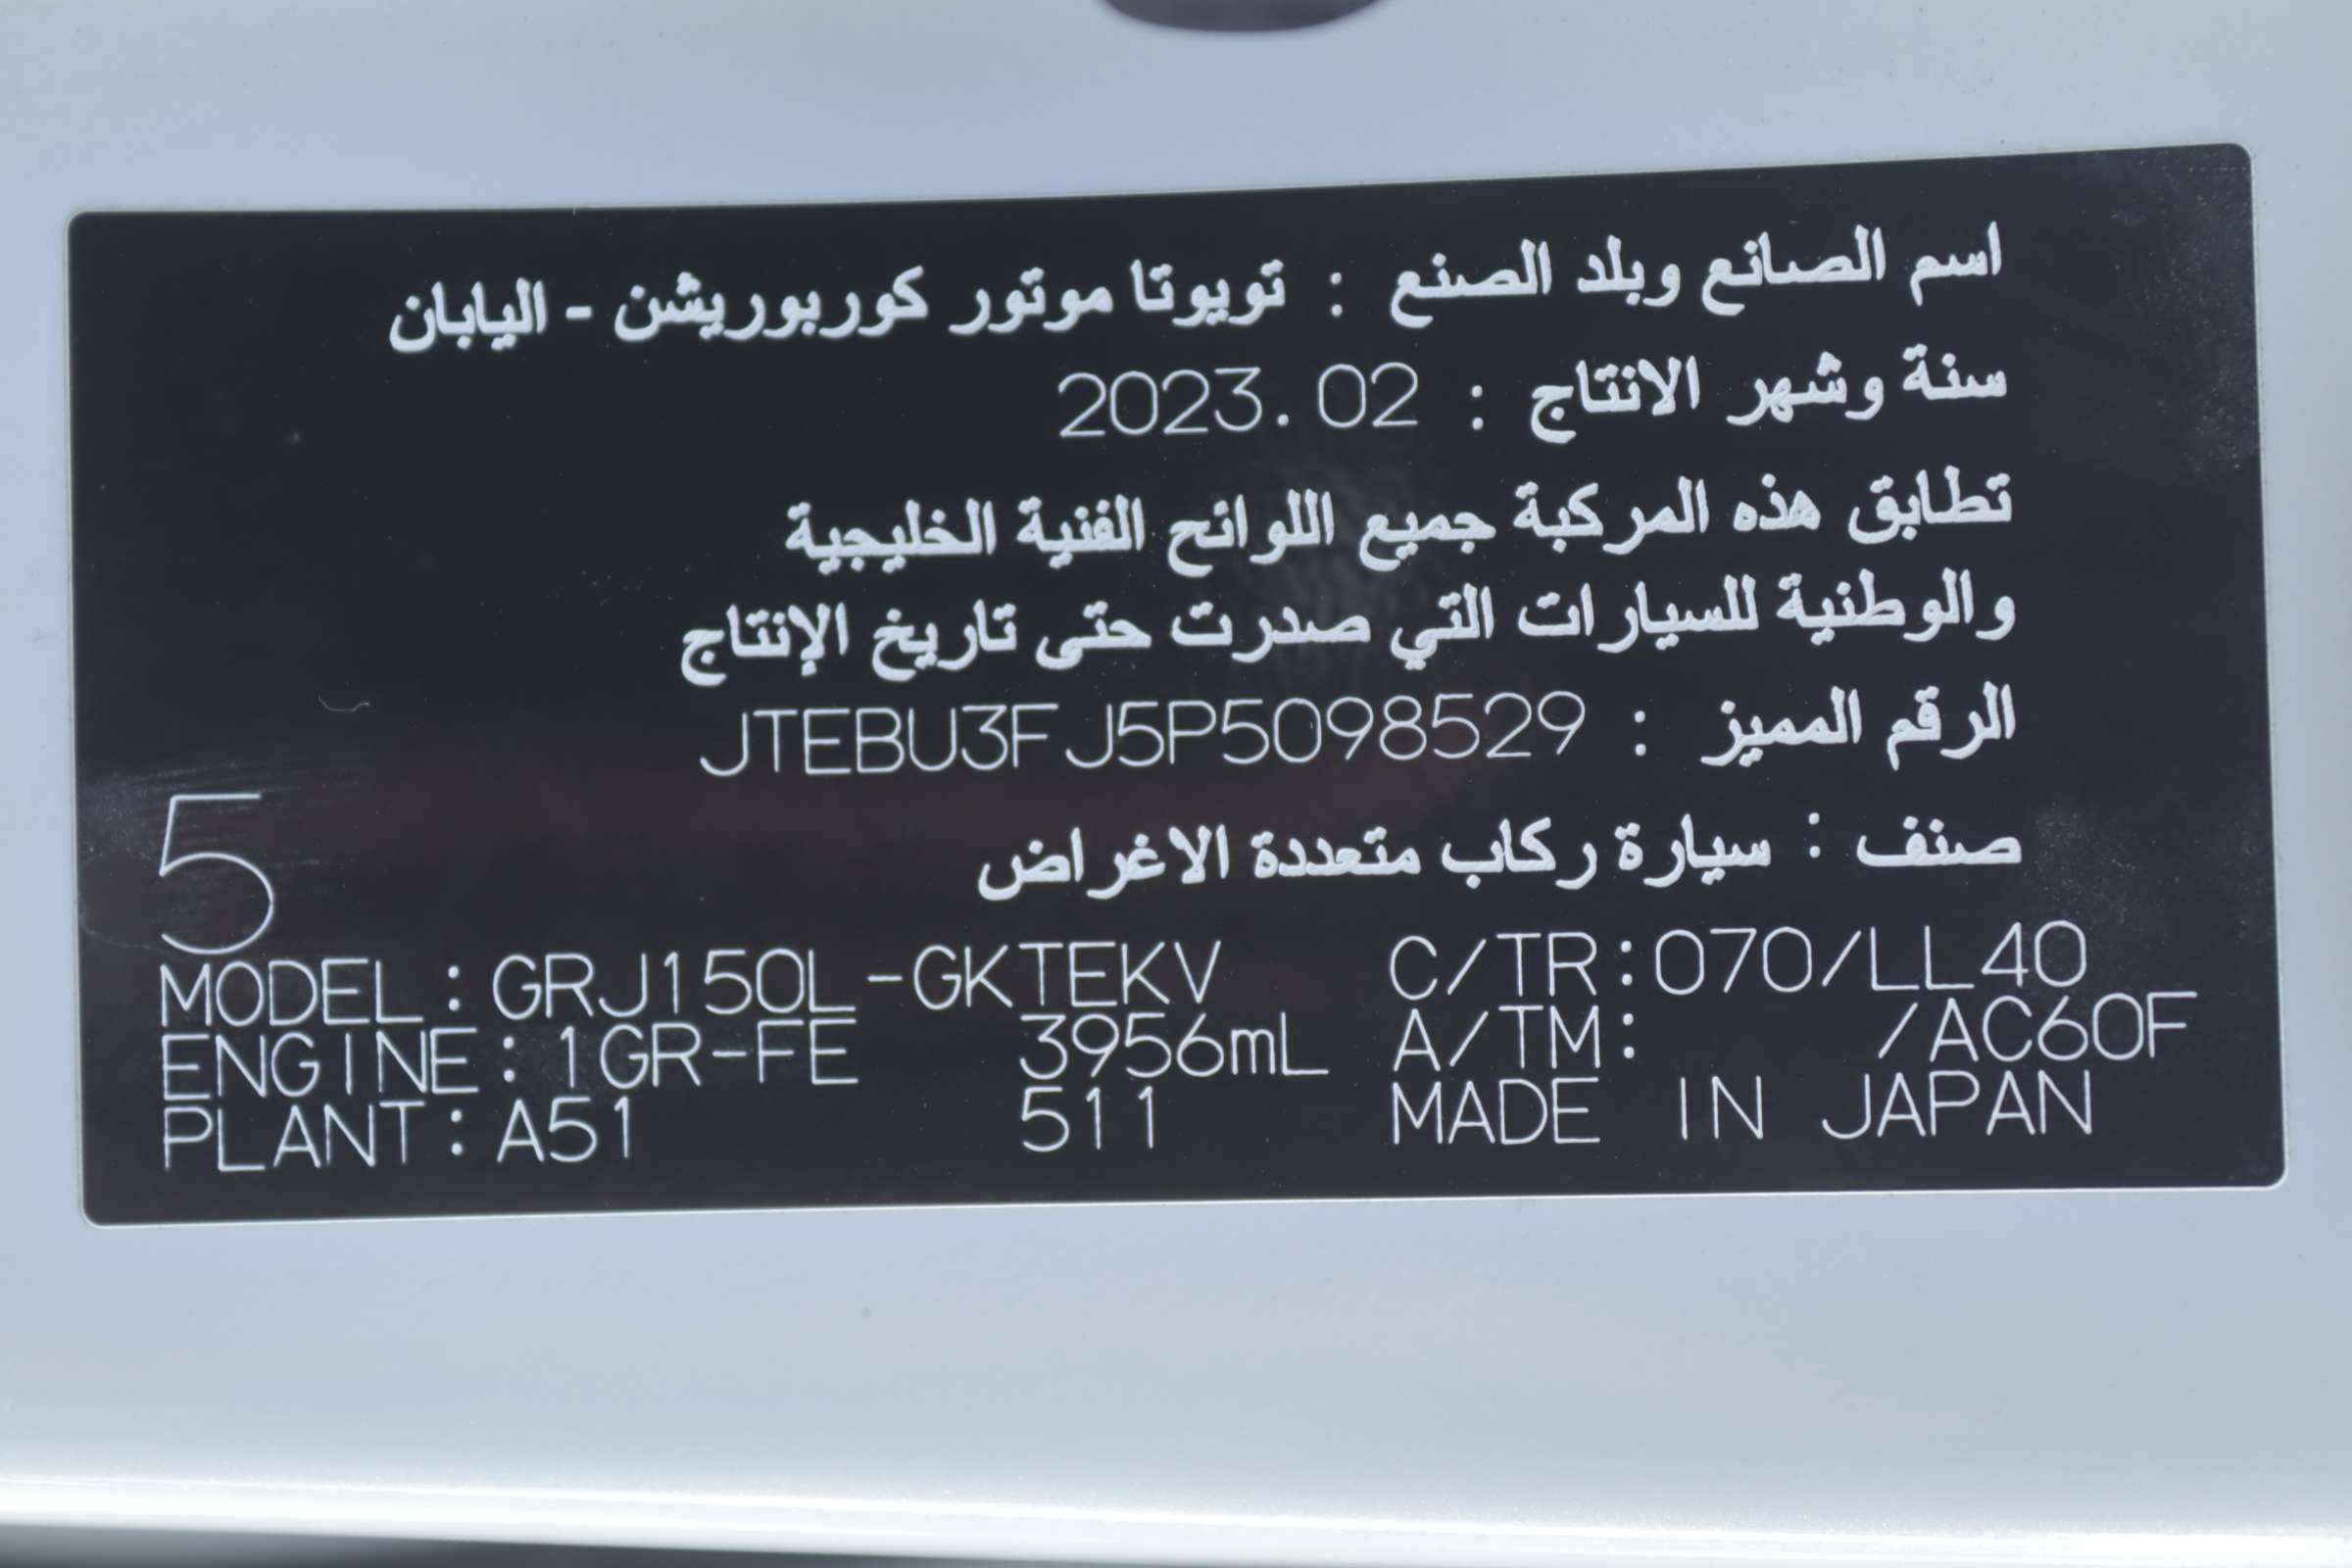 اسم الصانع وبلد الصنع : تويوتا موتور كوربوريشن - اليابان
سنة وشهر الانتاج : 2023.02
تطابق هذه المركبة جميع اللوائح الفنية الخليجية
والوطنية للسيارات التي صدرت حتى تاريخ الإنتاج
الرقم المميز : JTEBU3FJ5P5098529
صنف : سيارة ركاب متعددة الاغراض
5
MODEL:GRJ150L-GKTEKV C/TR:070/LL40
ENGINE:1GR-FE 3956mL A/TM: /AC60F
PLANT:A51 511 MADE IN JAPAN